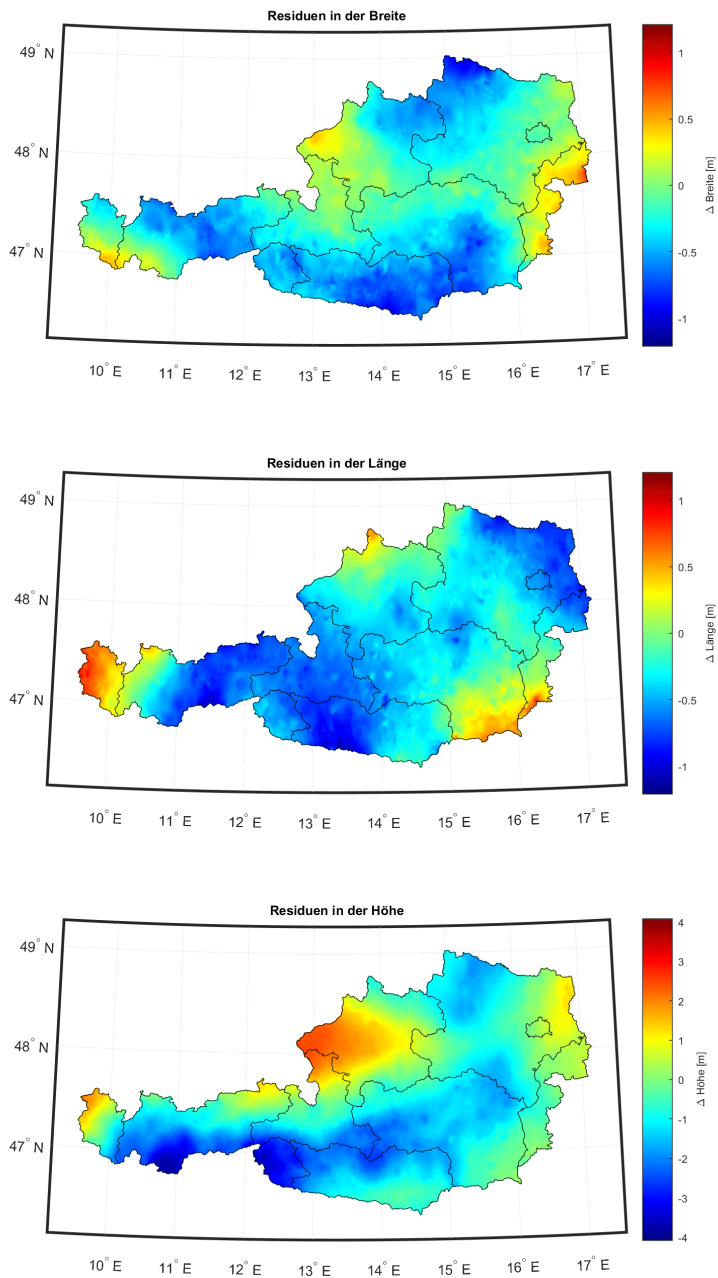 Residuen in der Breite
49° N
48° N
47° N
10° E 11° E 12° E 13° E 14° E 15° E 16° E 17° E
1
0.5
0
-0.5
-1
Δ Breite [m]
Residuen in der Länge
49° N
48° N
47° N
10° E 11° E 12° E 13° E 14° E 15° E 16° E 17° E
1
0.5
0
-0.5
-1
Δ Länge [m]
Residuen in der Höhe
49° N
48° N
47° N
10° E 11° E 12° E 13° E 14° E 15° E 16° E 17° E
4
3
2
1
0
-1
-2
-3
-4
Δ Höhe [m]